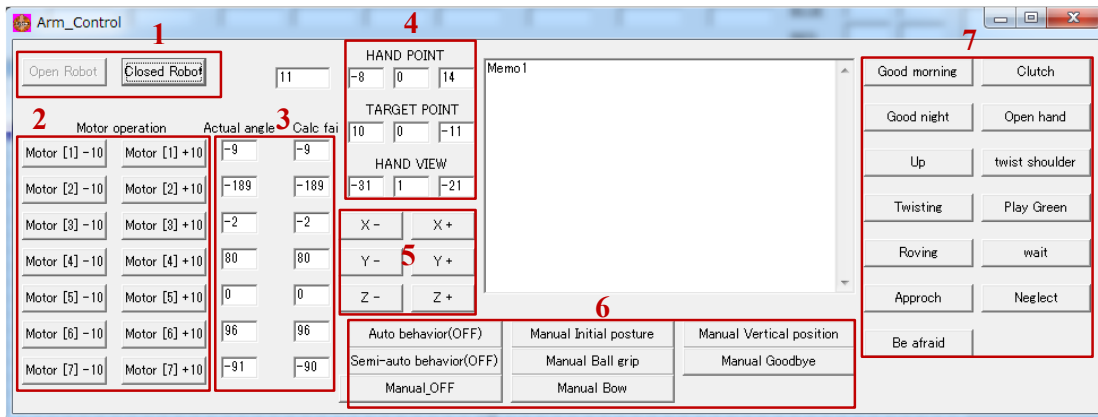 Arm_Control
1
4
7
Open Robot Closed Robot
11
HAND POINT
-8 0 14
Memo1
Good morning Clutch
TARGET POINT
10 0 -11
Good night Open hand
2
3
Motor operation Actual angle Calc fai
Motor [1] -10 Motor [1] +10 -9 -9
HAND VIEW
-31 1 -21
Up twist shoulder
Motor [2] -10 Motor [2] +10 -189 -189
Twisting Play Green
Motor [3] -10 Motor [3] +10 -2 -2
X - X +
Roving wait
5
Motor [4] -10 Motor [4] +10 80 80
Y - Y +
Approch Neglect
Motor [5] -10 Motor [5] +10 0 0
Z - Z +
6
Be afraid
Motor [6] -10 Motor [6] +10 96 96
Auto behavior(OFF) Manual Initial posture Manual Vertical position
Motor [7] -10 Motor [7] +10 -91 -90
Semi-auto behavior(OFF) Manual Ball grip Manual Goodbye
Manual_OFF Manual Bow